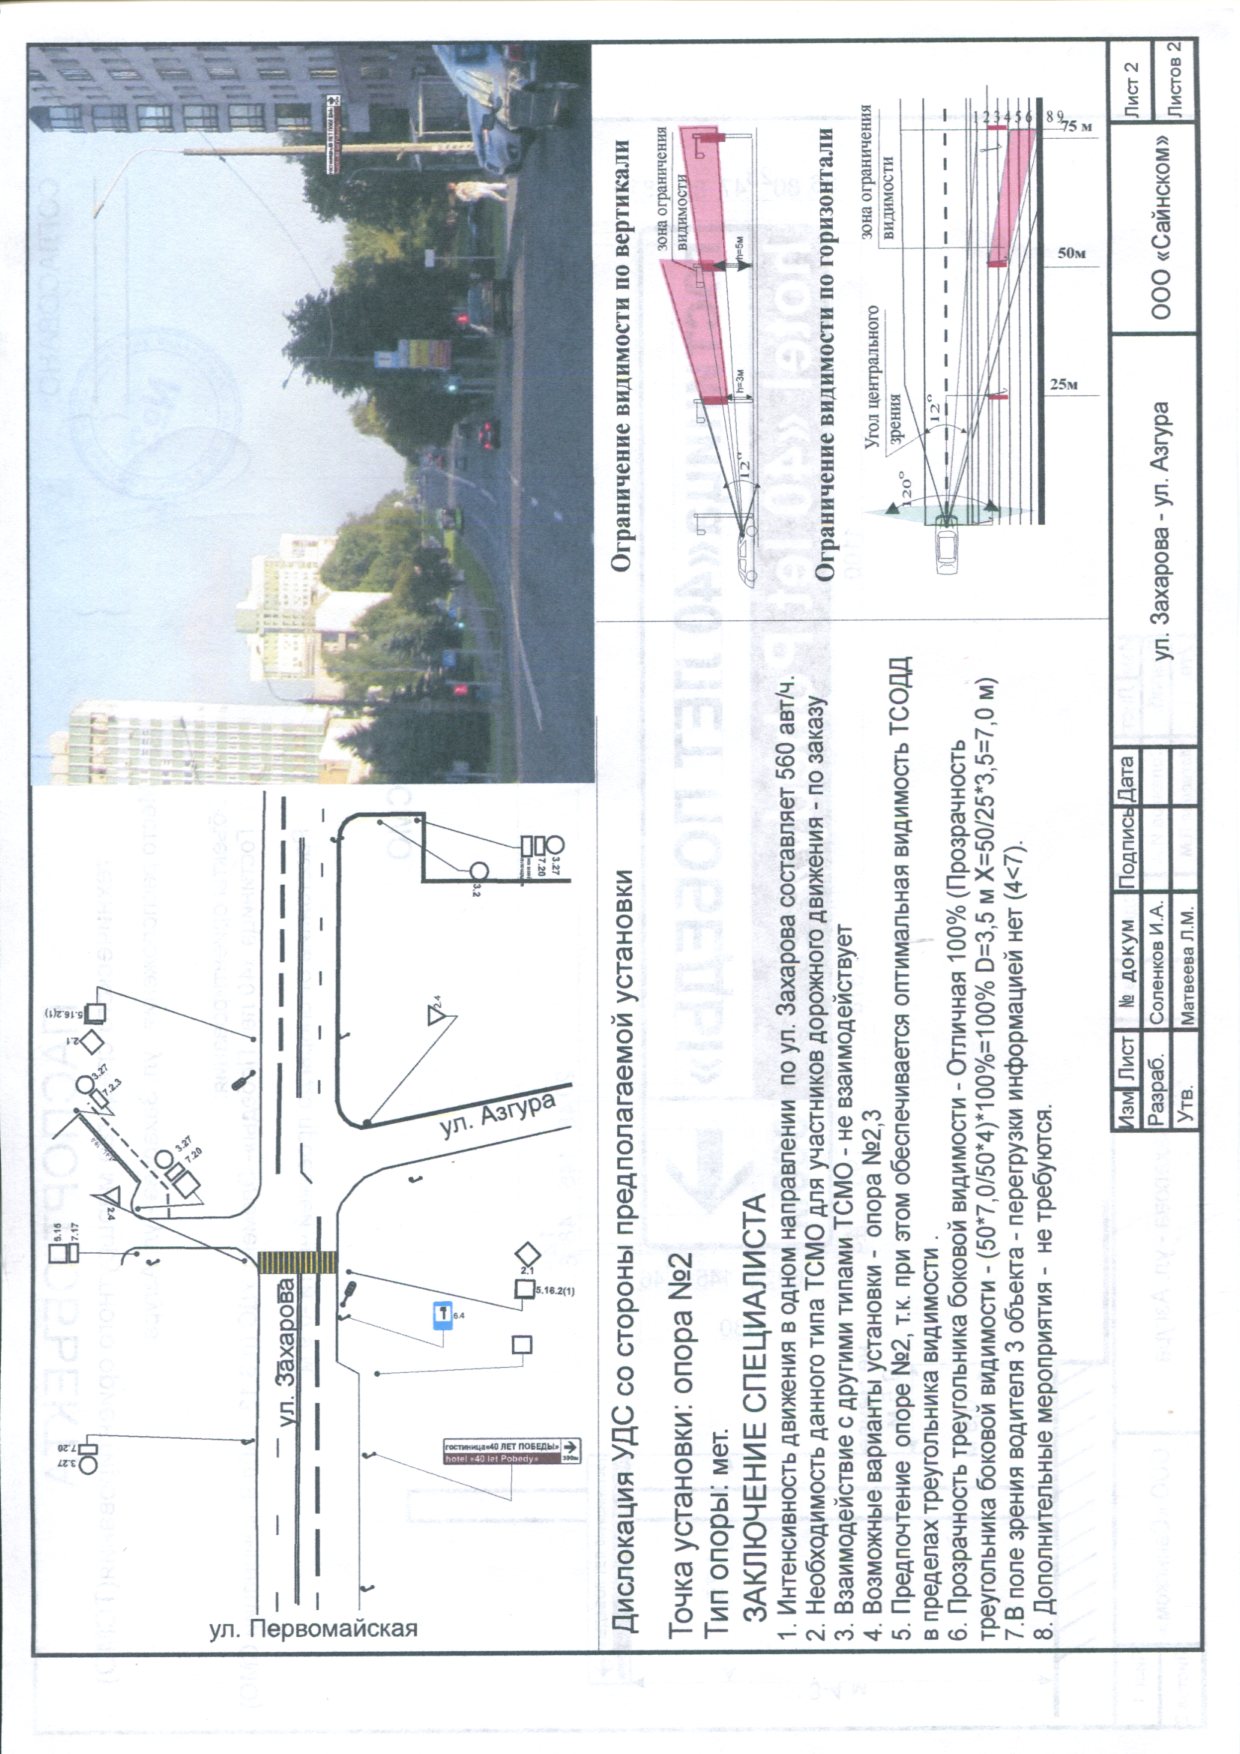 ул. Первомайская
ул. Захарова
ул. Азгура
3.27
7.20
5.15
7.17
2.4
3.27
7.20
3.27
7.2.3
2.1
5.16.2(1)
гостиница«40 ЛЕТ ПОБЕДЫ»
hotel «40 let Pobedy»
300м
6.4
5.16.2(1)
2.1
2.4
3.2
7.20
3.27
Дислокация УДС со стороны предполагаемой установки
Точка установки: опора №2
Тип опоры: мет.
ЗАКЛЮЧЕНИЕ СПЕЦИАЛИСТА
1. Интенсивность движения в одном направлении по ул. Захарова составляет 560 авт/ч.
2. Необходимость данного типа ТСМО для участников дорожного движения - по заказу
3. Взаимодействие с другими типами ТСМО - не взаимодействует
4. Возможные варианты установки - опора №2,3
5. Предпочтение опоре №2, т.к. при этом обеспечивается оптимальная видимость ТСОДД
в пределах треугольника видимости .
6. Прозрачность треугольника боковой видимости - Отличная 100% (Прозрачность
треугольника боковой видимости - (50*7,0/50*4)*100%=100% D=3,5 м X=50/25*3,5=7,0 м)
7. В поле зрения водителя 3 объекта - перегрузки информацией нет (4<7).
8. Дополнительные мероприятия - не требуются.
Ограничение видимости по вертикали
зона ограничения
видимости
12°
h=3м
h=5м
Ограничение видимости по горизонтали
Угол центрального
зрения
зона ограничения
видимости
120°
12°
1 2 3 4 5 6 8 9
25м
50м
75 м
Изм Лист № докум Подпись Дата
Разраб. Соленков И.А.
Утв. Матвеева Л.М.
ул. Захарова - ул. Азгура
ООО «Сайнском»
Лист 2
Листов 2